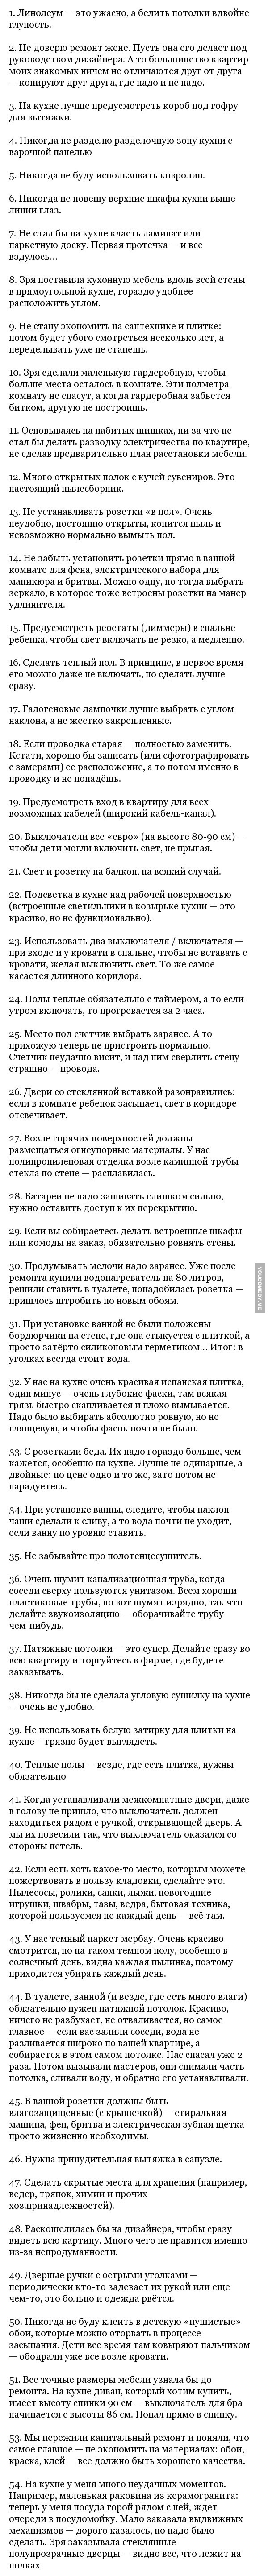 1. Линолеум — это ужасно, а белить потолки вдвойне
глупость.
2. Не доверю ремонт жене. Пусть она его делает под
руководством дизайнера. А то большинство квартир
моих знакомых ничем не отличаются друг от друга
— копируют друг друга, где надо и не надо.
3. На кухне лучше предусмотреть короб под гофру
для вытяжки.
4. Никогда не разделю разделочную зону кухни с
варочной панелью
5. Никогда не буду использовать ковролин.
6. Никогда не повешу верхние шкафы кухни выше
линии глаз.
7. Не стал бы на кухне класть ламинат или
паркетную доску. Первая протечка — и все
вздулось…
8. Зря поставила кухонную мебель вдоль всей стены
в прямоугольной кухне, гораздо удобнее
расположить углом.
9. Не стану экономить на сантехнике и плитке:
потом будет убого смотреться несколько лет, а
переделывать уже не станешь.
10. Зря сделали маленькую гардеробную, чтобы
больше места осталось в комнате. Эти полметра
комнату не спасут, а когда гардеробная забьется
битком, другую не построишь.
11. Основываясь на набитых шишках, ни за что не
стал бы делать разводку электричества по квартире,
не сделав предварительно план расстановки мебели.
12. Много открытых полок с кучей сувениров. Это
настоящий пылесборник.
13. Не устанавливать розетки «в пол». Очень
неудобно, постоянно открыты, копится пыль и
невозможно нормально вымыть пол.
14. Не забыть установить розетки прямо в ванной
комнате для фена, электрического набора для
маникюра и бритвы. Можно одну, но тогда выбрать
зеркало, в которое тоже встроены розетки на манер
удлинителя.
15. Предусмотреть реостаты (диммеры) в спальне
ребенка, чтобы свет включать не резко, а медленно.
16. Сделать теплый пол. В принципе, в первое время
его можно даже не включать, но сделать лучше
сразу.
17. Галогеновые лампочки лучше выбрать с углом
наклона, а не жестко закрепленные.
18. Если проводка старая — полностью заменить.
Кстати, хорошо бы записать (или сфотографировать
с замерами) ее расположение, а то потом именно в
проводку и не попадёшь.
19. Предусмотреть вход в квартиру для всех
возможных кабелей (широкий кабель-канал).
20. Выключатели все «евро» (на высоте 80-90 см) —
чтобы дети могли включить свет, не прыгая.
21. Свет и розетку на балкон, на всякий случай.
22. Подсветка в кухне над рабочей поверхностью
(встроенные светильники в козырьке кухни — это
красиво, но не функционально).
23. Использовать два выключателя / включателя —
при входе и у кровати в спальне, чтобы не вставать с
кровати, желая выключить свет. То же самое
касается длинного коридора.
24. Полы теплые обязательно с таймером, а то если
утром включать, то прогревается за 2 часа.
25. Место под счетчик выбрать заранее. А то
прихожую теперь не пристроить нормально.
Счетчик неудачно висит, и над ним сверлить стену
страшно — провода.
26. Двери со стеклянной вставкой разонравились:
если в комнате ребенок засыпает, свет в коридоре
отсвечивает.
27. Возле горячих поверхностей должны
размещаться огнеупорные материалы. У нас
полипропиленовая отделка возле каминной трубы
стекла по стене — расплавилась.
28. Батареи не надо зашивать слишком сильно,
нужно оставить доступ к их перекрытию.
29. Если вы собираетесь делать встроенные шкафы
или комоды на заказ, обязательно ровнять стены.
30. Продумывать мелочи надо заранее. Уже после
ремонта купили водонагреватель на 80 литров,
решили ставить в туалете, понадобилась розетка —
пришлось штробить по новым обоям.
31. При установке ванной не были положены
бордюрчики на стене, где она стыкуется с плиткой, а
просто затёрто силиконовым герметиком… Итог: в
уголках всегда стоит вода.
32. У нас на кухне очень красивая испанская плитка,
один минус — очень глубокие фаски, там всякая
грязь быстро скапливается и плохо вымывается.
Надо было выбирать абсолютно ровную, но не
глянцевую, и чтобы фасок почти не было.
33. С розетками беда. Их надо гораздо больше, чем
кажется, особенно на кухне. Лучше не одинарные, а
двойные: по цене одно и то же, зато потом не
нарадуетесь.
34. При установке ванны, следите, чтобы наклон
чаши сделали к сливу, а то вода почти не уходит,
если ванну по уровню ставить.
35. Не забывайте про полотенцесушитель.
36. Очень шумит канализационная труба, когда
соседи сверху пользуются унитазом. Всем хороши
пластиковые трубы, но вот шумят изрядно, так что
делайте звукоизоляцию — оборачивайте трубу
чем-нибудь.
37. Натяжные потолки — это супер. Делайте сразу во
всю квартиру и торгуйтесь в фирме, где будете
заказывать.
38. Никогда бы не сделала угловую сушилку на кухне
— очень не удобно.
39. Не использовать белую затирку для плитки на
кухне – грязно будет выглядеть.
40. Теплые полы — везде, где есть плитка, нужны
обязательно
41. Когда устанавливали межкомнатные двери, даже
в голову не пришло, что выключатель должен
находиться рядом с ручкой, открывающей дверь. А
мы их повесили так, что выключатель оказался со
стороны петель.
42. Если есть хоть какое-то место, которым можете
пожертвовать в пользу кладовки, сделайте это.
Пылесосы, ролики, санки, лыжи, новогодние
игрушки, швабры, тазы, ведра, бытовая техника,
которой пользуемся не каждый день — всё там.
43. У нас темный паркет мербау. Очень красиво
смотрится, но на таком темном полу, особенно в
солнечный день, видна каждая пылинка, поэтому
приходится убирать каждый день.
44. В туалете, ванной (и везде, где есть много влаги)
обязательно нужен натяжной потолок. Красиво,
ничего не разбухает, не отваливается, но самое
главное — если вас залили соседи, вода не
разливается широко по вашей квартире, а
собирается в этом самом потолке. Нас спасал уже 2
раза. Потом вызывали мастеров, они снимали часть
потолка, сливали воду, и обратно его устанавливали.
45. В ванной розетки должны быть
влагозащищенные (с крышечкой) — стиральная
машина, фен, бритва и электрическая зубная щетка
просто жизненно необходимы.
46. Нужна принудительная вытяжка в санузле.
47. Сделать скрытые места для хранения (например,
ведер, тряпок, химии и прочих
хоз.принадлежностей).
48. Раскошелилась бы на дизайнера, чтобы сразу
видеть всю картину. Много чего не нравится именно
из-за непродуманности.
49. Дверные ручки с острыми уголками —
периодически кто-то задевает их рукой или еще
чем-то, это больно и одежда рвётся.
50. Никогда не буду клеить в детскую «пушистые»
обои, которые можно оторвать в процессе
засыпания. Дети все время там ковыряют пальчиком
— ободрали уже все возле кровати.
51. Все точные размеры мебели узнала бы до
ремонта. На кухне диван, который хотим купить,
имеет высоту спинки 90 см — выключатель для бра
начинается с высоты 86 см. Попал прямо в спинку.
53. Мы пережили капитальный ремонт и поняли, что
самое главное — не экономить на материалах: обои,
краска, клей — все должно быть хорошего качества.
54. На кухне у меня много неудачных моментов.
Например, маленькая раковина из керамогранита:
теперь у меня посуда горой рядом с ней, ждет
очереди в посудомойку. Мало заказала выдвижных
механизмов — дорого казалось, но надо было
сделать. Зря заказывала стеклянные
полупрозрачные дверцы — видно все, что лежит на
полках
YOUCOMEDY.ME